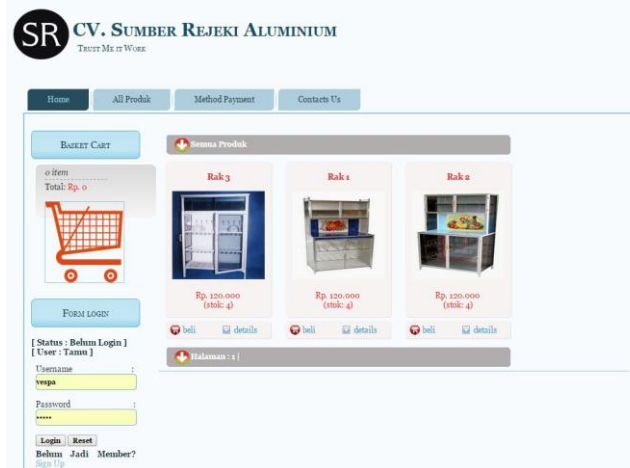 SR
CV. Sumber Rejeki Aluminium
Trust Me it Work
Home All Produk Method Payment Contacts Us
Basket Cart
0 item
Total: Rp. 0
Form login
[ Status : Belum Login ]
[ User : Tamu ]
Username :
vespa
Password :
•••••
Login Reset
Belum Jadi Member?
Sign Up
Semua Produk
Rak 3 Rak 1 Rak 2
Rp. 120.000 Rp. 120.000 Rp. 120.000
(stok: 4) (stok: 4) (stok: 4)
beli details beli details beli details
Halaman : 1 |